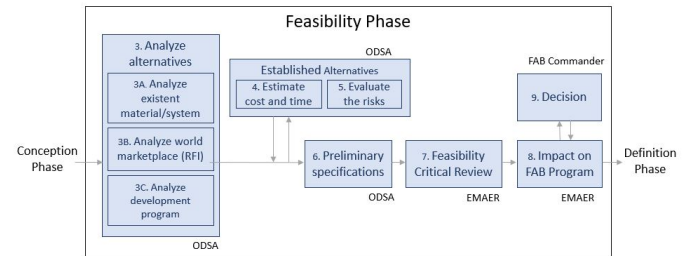 Feasibility Phase
3. Analyze
alternatives
3A. Analyze
existent
material/system
3B. Analyze world
marketplace (RFI)
3C. Analyze
development
program
ODSA
Conception
Phase
ODSA
Established Alternatives
4. Estimate
cost and time
5. Evaluate
the risks
6. Preliminary
specifications
ODSA
7. Feasibility
Critical Review
EMAER
FAB Commander
9. Decision
8. Impact on
FAB Program
EMAER
Definition
Phase